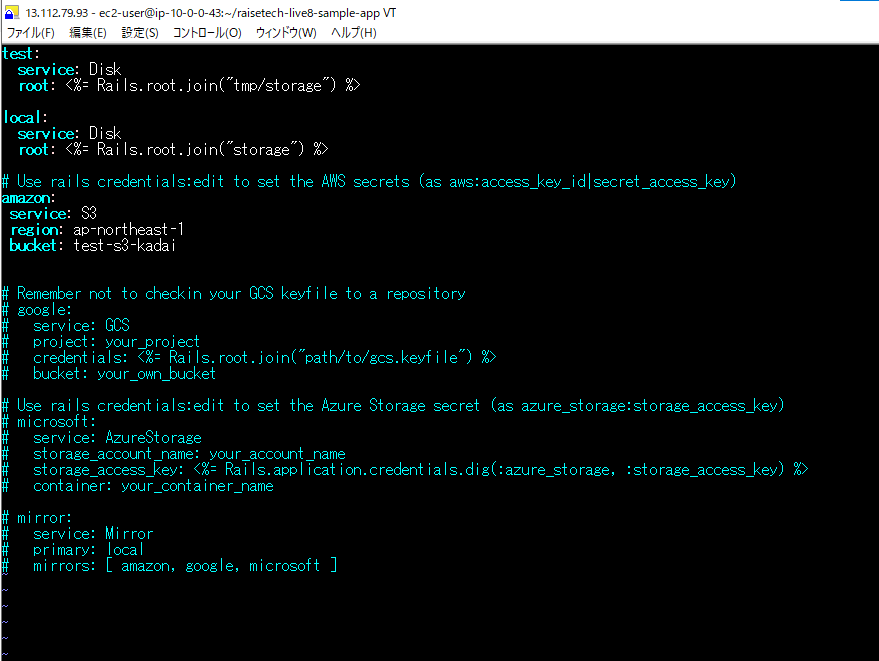 13.112.79.93 - ec2-user@ip-10-0-0-43:~/raisetech-live8-sample-app VT
ファイル(F) 編集(E) 設定(S) コントロール(O) ウィンドウ(W) ヘルプ(H)
test:
  service: Disk
  root: <%= Rails.root.join("tmp/storage") %>
local:
  service: Disk
  root: <%= Rails.root.join("storage") %>
# Use rails credentials:edit to set the AWS secrets (as aws:access_key_id|secret_access_key)
amazon:
 service: S3
 region: ap-northeast-1
 bucket: test-s3-kadai
# Remember not to checkin your GCS keyfile to a repository
# google:
#   service: GCS
#   project: your_project
#   credentials: <%= Rails.root.join("path/to/gcs.keyfile") %>
#   bucket: your_own_bucket
# Use rails credentials:edit to set the Azure Storage secret (as azure_storage:storage_access_key)
# microsoft:
#   service: AzureStorage
#   storage_account_name: your_account_name
#   storage_access_key: <%= Rails.application.credentials.dig(:azure_storage, :storage_access_key) %>
#   container: your_container_name
# mirror:
#   service: Mirror
#   primary: local
#   mirrors: [ amazon, google, microsoft ]
~
~
~
~
~
~